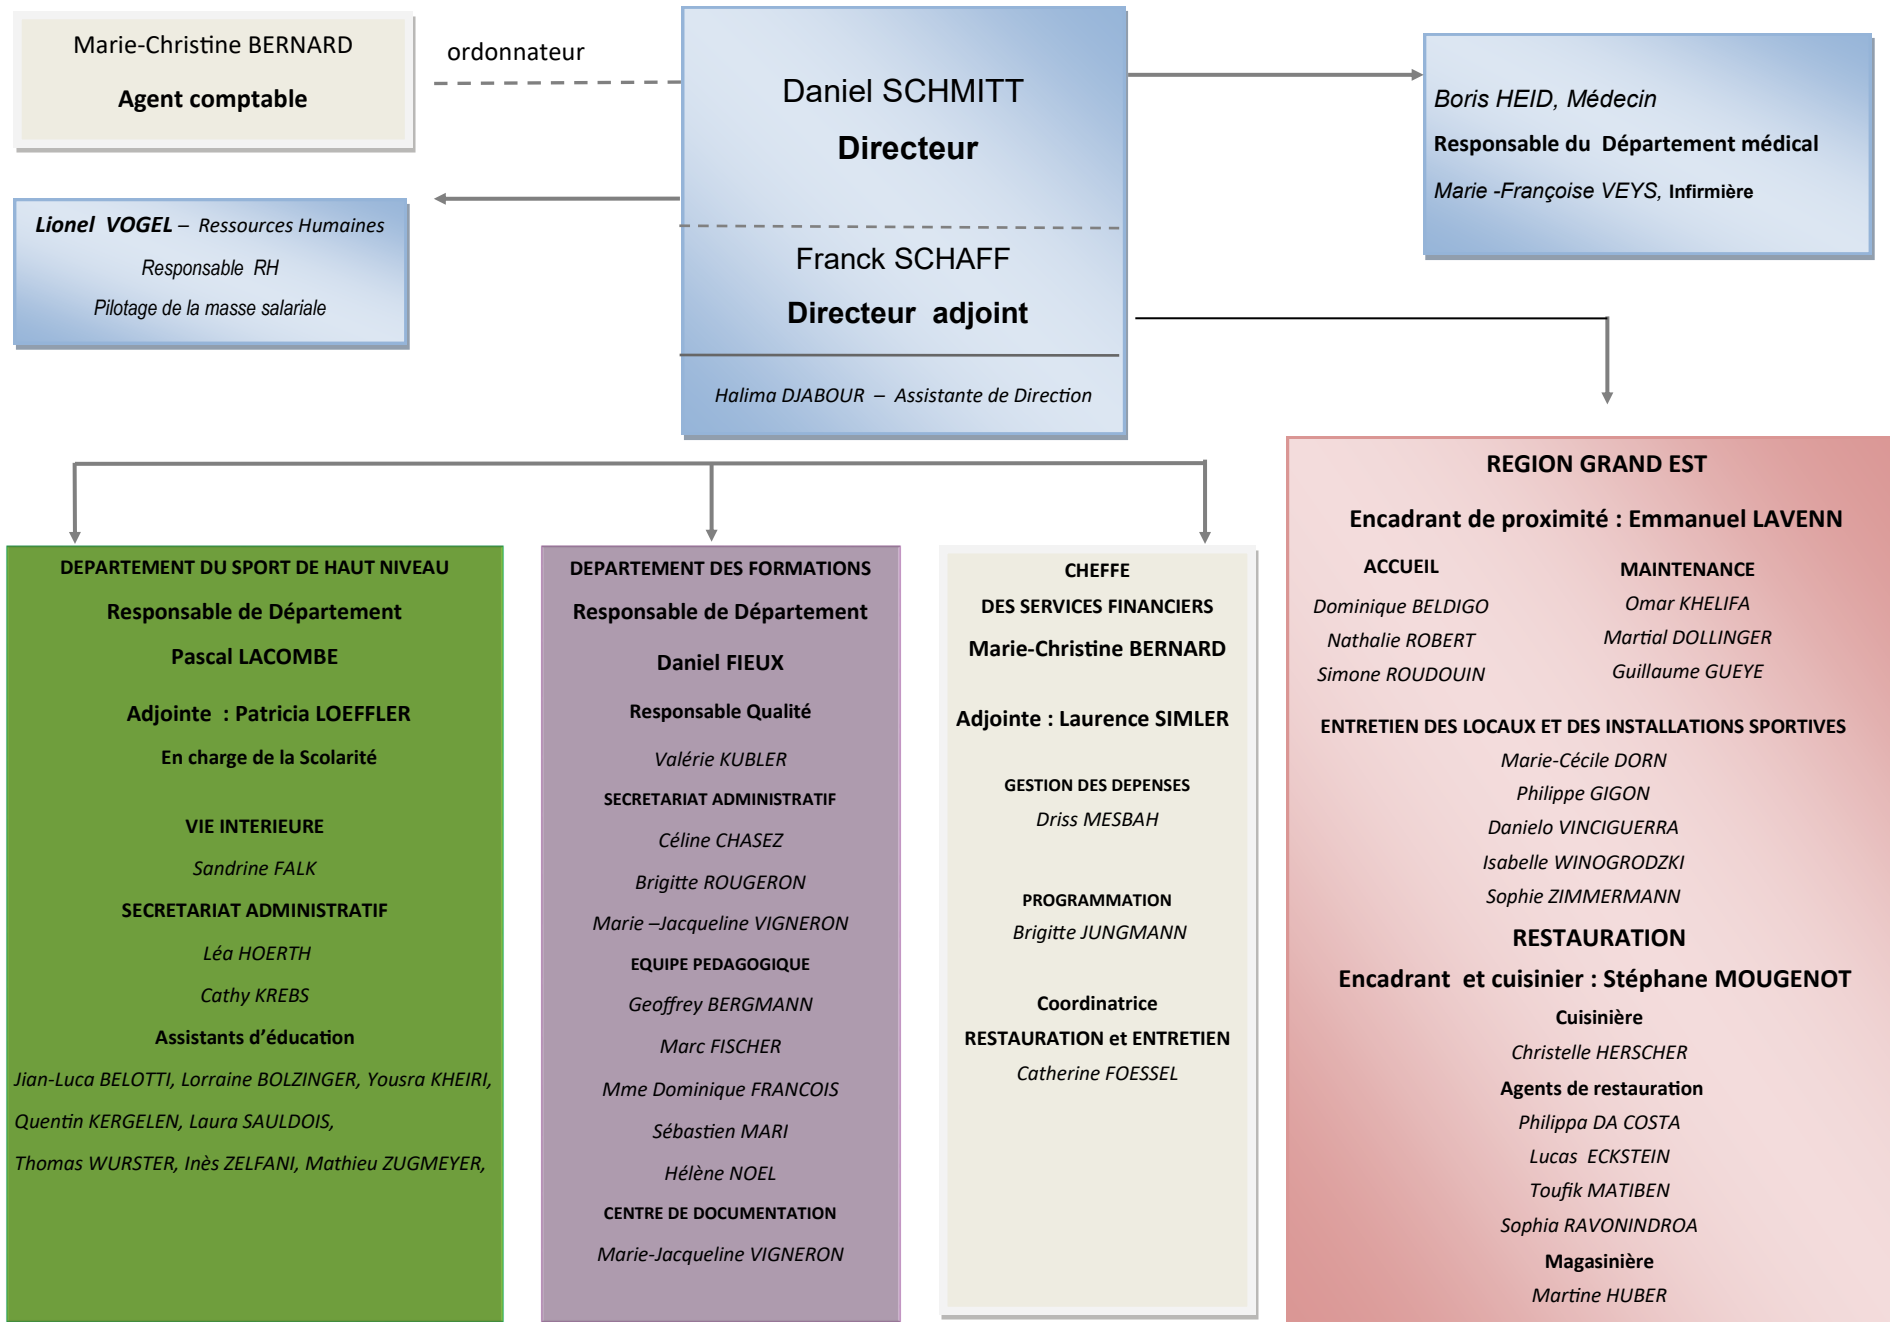 Marie-Christine BERNARD
Agent comptable
ordonnateur
Daniel SCHMITT
Directeur
Franck SCHAFF
Directeur adjoint
Halima DJABOUR – Assistante de Direction
Boris HEID, Médecin
Responsable du Département médical
Marie -Françoise VEYS, Infirmière
Lionel VOGEL – Ressources Humaines
Responsable RH
Pilotage de la masse salariale
DEPARTEMENT DU SPORT DE HAUT NIVEAU
Responsable de Département
Pascal LACOMBE
Adjointe : Patricia LOEFFLER
En charge de la Scolarité
VIE INTERIEURE
Sandrine FALK
SECRETARIAT ADMINISTRATIF
Léa HOERTH
Cathy KREBS
Assistants d'éducation
Jian-Luca BELOTTI, Lorraine BOLZINGER, Yousra KHEIRI,
Quentin KERGELEN, Laura SAULDOIS,
Thomas WURSTER, Inès ZELFANI, Mathieu ZUGMEYER,
DEPARTEMENT DES FORMATIONS
Responsable de Département
Daniel FIEUX
Responsable Qualité
Valérie KUBLER
SECRETARIAT ADMINISTRATIF
Céline CHASEZ
Brigitte ROUGERON
Marie –Jacqueline VIGNERON
EQUIPE PEDAGOGIQUE
Geoffrey BERGMANN
Marc FISCHER
Mme Dominique FRANCOIS
Sébastien MARI
Hélène NOEL
CENTRE DE DOCUMENTATION
Marie-Jacqueline VIGNERON
CHEFFE
DES SERVICES FINANCIERS
Marie-Christine BERNARD
Adjointe : Laurence SIMLER
GESTION DES DEPENSES
Driss MESBAH
PROGRAMMATION
Brigitte JUNGMANN
Coordinatrice
RESTAURATION et ENTRETIEN
Catherine FOESSEL
REGION GRAND EST
Encadrant de proximité : Emmanuel LAVENN
ACCUEIL
Dominique BELDIGO
Nathalie ROBERT
Simone ROUDOUIN
MAINTENANCE
Omar KHELIFA
Martial DOLLINGER
Guillaume GUEYE
ENTRETIEN DES LOCAUX ET DES INSTALLATIONS SPORTIVES
Marie-Cécile DORN
Philippe GIGON
Danielo VINCIGUERRA
Isabelle WINOGRODZKI
Sophie ZIMMERMANN
RESTAURATION
Encadrant et cuisinier : Stéphane MOUGENOT
Cuisinière
Christelle HERSCHER
Agents de restauration
Philippa DA COSTA
Lucas ECKSTEIN
Toufik MATIBEN
Sophia RAVONINDROA
Magasinière
Martine HUBER